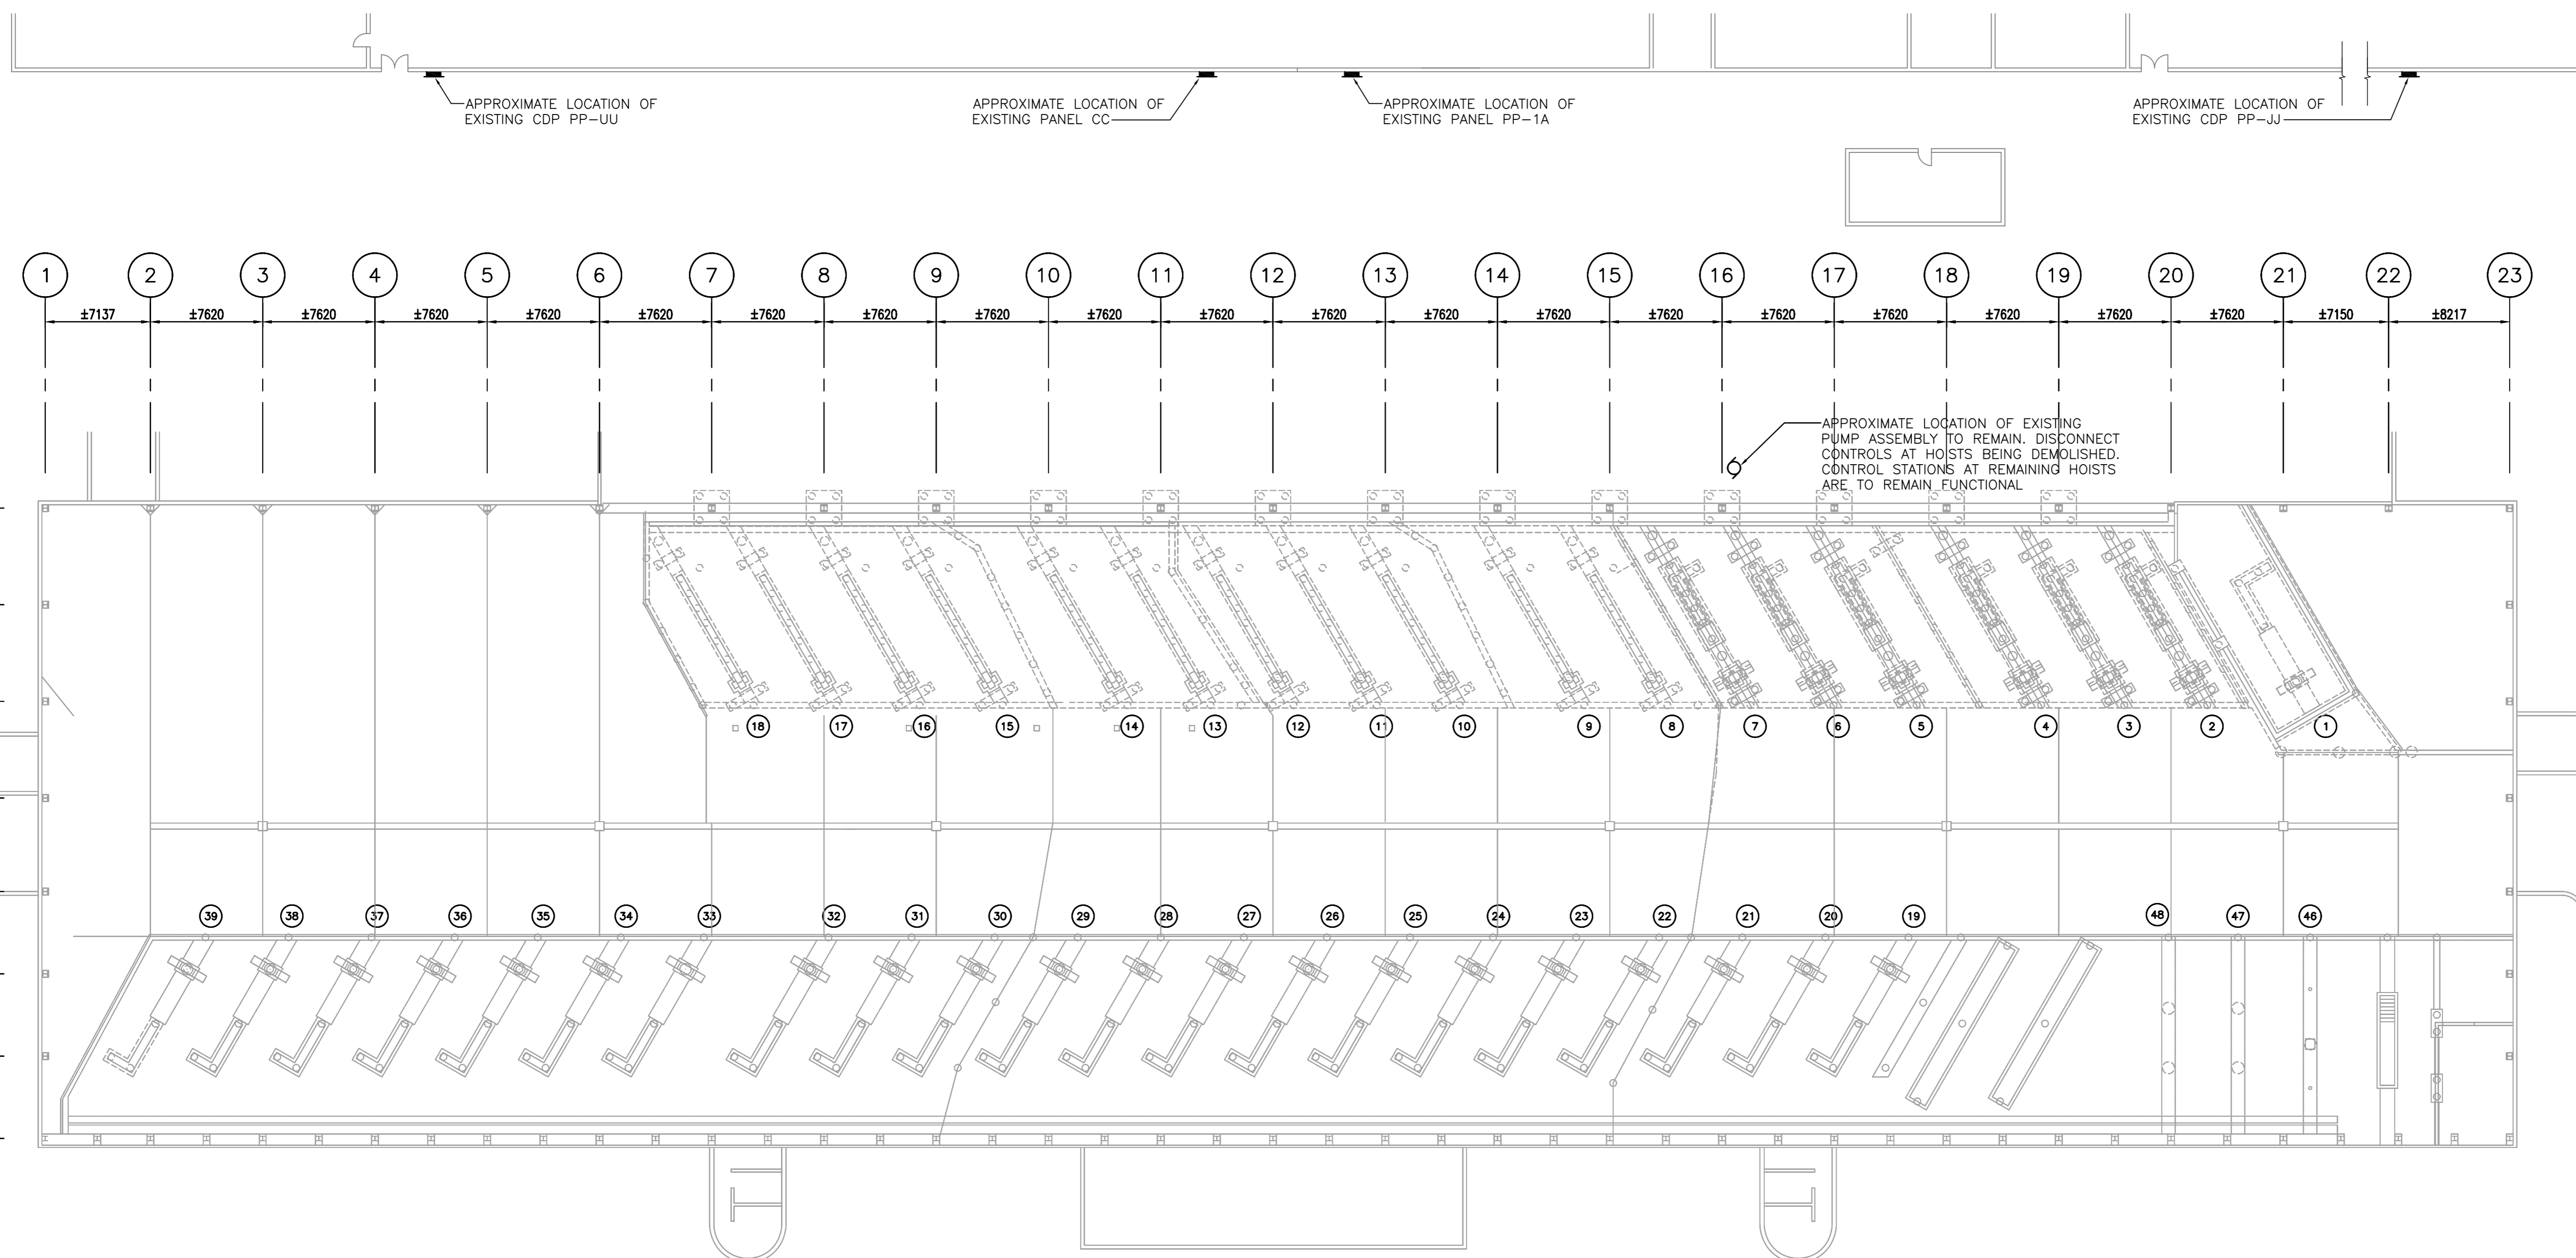 APPROXIMATE LOCATION OF
EXISTING CDP PP-UU
APPROXIMATE LOCATION OF
EXISTING PANEL CC
APPROXIMATE LOCATION OF
EXISTING PANEL PP-1A
APPROXIMATE LOCATION OF
EXISTING CDP PP-JJ
1 2 3 4 5 6 7 8 9 10 11 12 13 14 15 16 17 18 19 20 21 22 23
±7137 ±7620 ±7620 ±7620 ±7620 ±7620 ±7620 ±7620 ±7620 ±7620 ±7620 ±7620 ±7620 ±7620 ±7620 ±7620 ±7620 ±7620 ±7620 ±7620 ±7150 ±8217
APPROXIMATE LOCATION OF EXISTING
PUMP ASSEMBLY TO REMAIN. DISCONNECT
CONTROLS AT HOISTS BEING DEMOLISHED.
CONTROL STATIONS AT REMAINING HOISTS
ARE TO REMAIN FUNCTIONAL
18 17 16 15 14 13 12 11 10 9 8 7 6 5 4 3 2 1
39 38 37 36 35 34 33 32 31 30 29 28 27 26 25 24 23 22 21 20 19 48 47 46